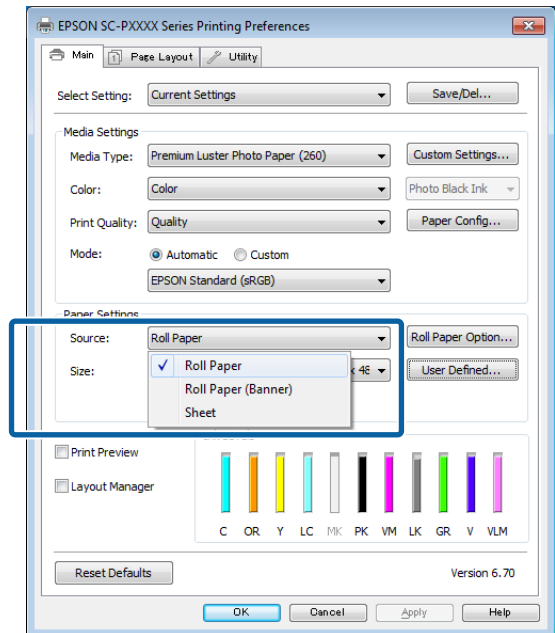 EPSON SC-PXXXX Series Printing Preferences
Main Page Layout Utility
Select Setting: Current Settings Save/Del...
Media Settings
Media Type: Premium Luster Photo Paper (260) Custom Settings...
Color: Color Photo Black Ink
Print Quality: Quality Paper Config...
Mode: Automatic Custom
EPSON Standard (sRGB)
Paper Settings
Source: Roll Paper Roll Paper Option...
Size: x 48 User Defined...
Roll Paper
Roll Paper (Banner)
Sheet
Print Preview
Layout Manager
C OR Y LC MK PK VM LK GR V VLM
Reset Defaults Version 6.70
OK Cancel Apply Help